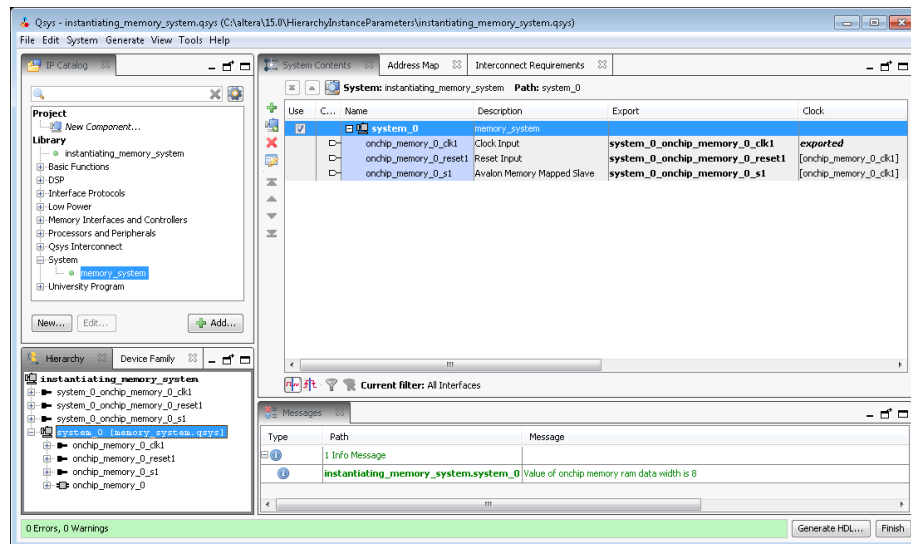 Qsys - instantiating_memory_system.qsys (C:\altera\15.0\HierarchyInstanceParameters\instantiating_memory_system.qsys)
File Edit System Generate View Tools Help
IP Catalog
Project
New Component...
Library
instantiating_memory_system
Basic Functions
DSP
Interface Protocols
Low Power
Memory Interfaces and Controllers
Processors and Peripherals
Qsys Interconnect
System
memory_system
University Program
New... Edit... Add...
Hierarchy Device Family
instantiating_memory_system
system_0_onchip_memory_0_clk1
system_0_onchip_memory_0_reset1
system_0_onchip_memory_0_s1
system_0 [memory_system.qsys]
onchip_memory_0_clk1
onchip_memory_0_reset1
onchip_memory_0_s1
onchip_memory_0
System Contents Address Map Interconnect Requirements
System: instantiating_memory_system Path: system_0
Use C... Name Description Export Clock
system_0 memory_system
onchip_memory_0_clk1 Clock Input system_0_onchip_memory_0_clk1 exported
onchip_memory_0_reset1 Reset Input system_0_onchip_memory_0_reset1 [onchip_memory_0_clk1]
onchip_memory_0_s1 Avalon Memory Mapped Slave system_0_onchip_memory_0_s1 [onchip_memory_0_clk1]
Current filter: All Interfaces
Messages
Type Path Message
1 Info Message
instantiating_memory_system.system_0 Value of onchip memory ram data width is 8
0 Errors, 0 Warnings
Generate HDL... Finish